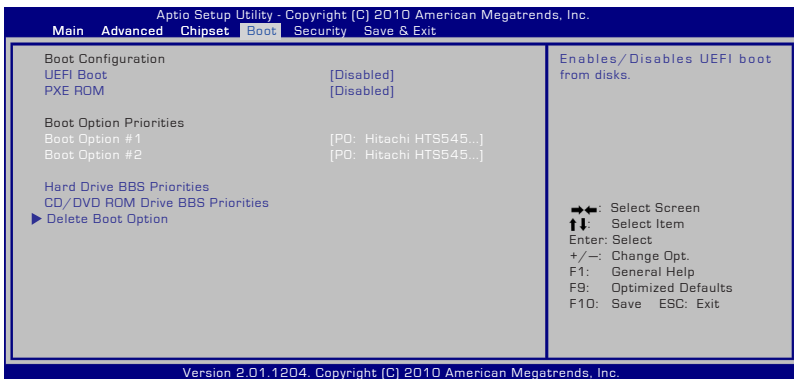 Aptio Setup Utility - Copyright (C) 2010 American Megatrends, Inc.
Main Advanced Chipset Boot Security Save & Exit
Boot Configuration
UEFI Boot [Disabled]
PXE ROM [Disabled]
Boot Option Priorities
Boot Option #1 [P0: Hitachi HTS545...]
Boot Option #2 [P0: Hitachi HTS545...]
Hard Drive BBS Priorities
CD/DVD ROM Drive BBS Priorities
Delete Boot Option
Enables/Disables UEFI boot
from disks.
→←: Select Screen
↑↓: Select Item
Enter: Select
+/—: Change Opt.
F1: General Help
F9: Optimized Defaults
F10: Save ESC: Exit
Version 2.01.1204. Copyright (C) 2010 American Megatrends, Inc.